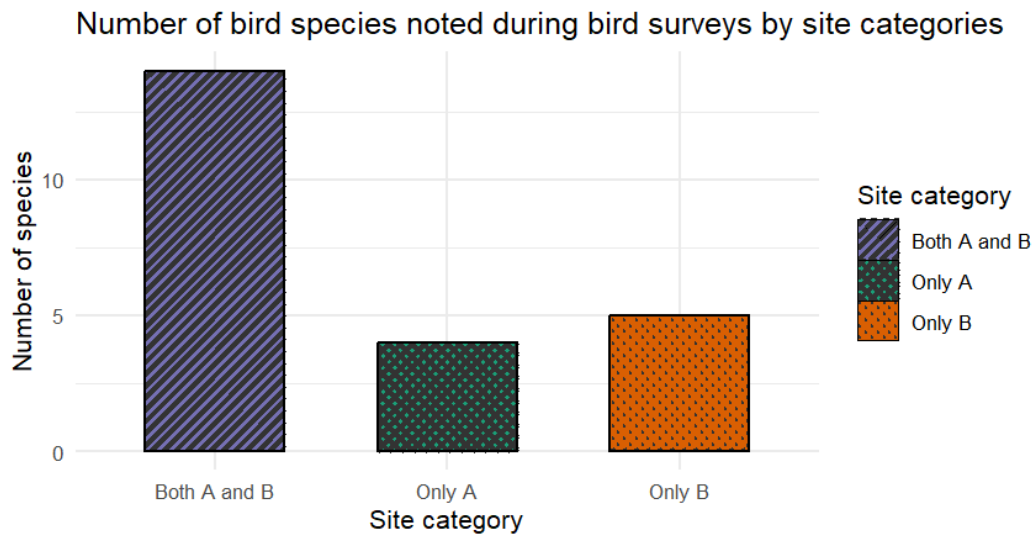 Number of bird species noted during bird surveys by site categories
Number of species
10
5
0
Both A and B
Only A
Only B
Site category
Site category
Both A and B
Only A
Only B